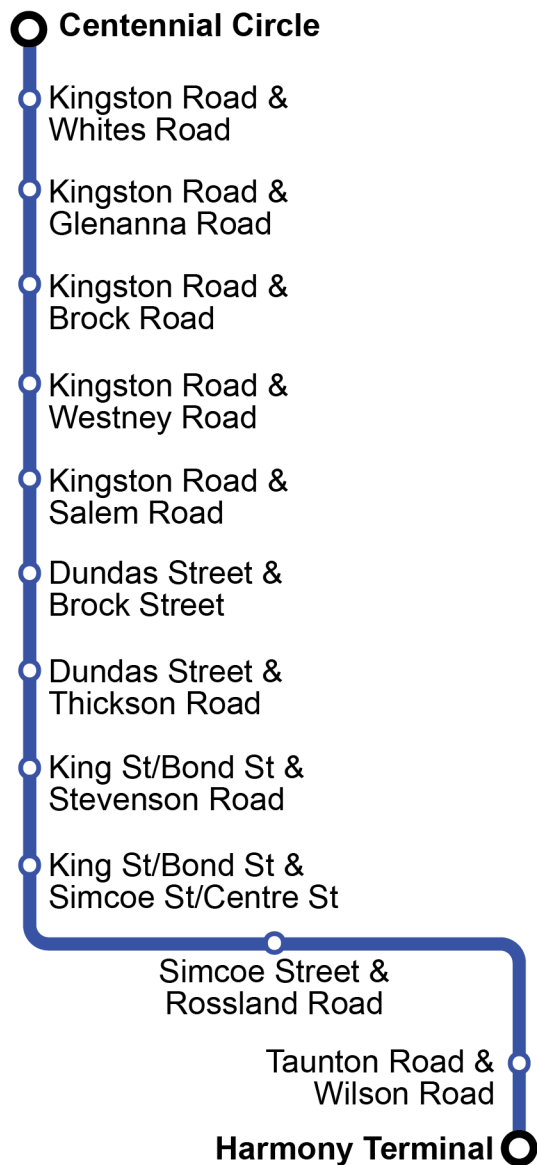 Centennial Circle
Kingston Road &
Whites Road
Kingston Road &
Glenanna Road
Kingston Road &
Brock Road
Kingston Road &
Westney Road
Kingston Road &
Salem Road
Dundas Street &
Brock Street
Dundas Street &
Thickson Road
King St/Bond St &
Stevenson Road
King St/Bond St &
Simcoe St/Centre St
Simcoe Street &
Rossland Road
Taunton Road &
Wilson Road
Harmony Terminal